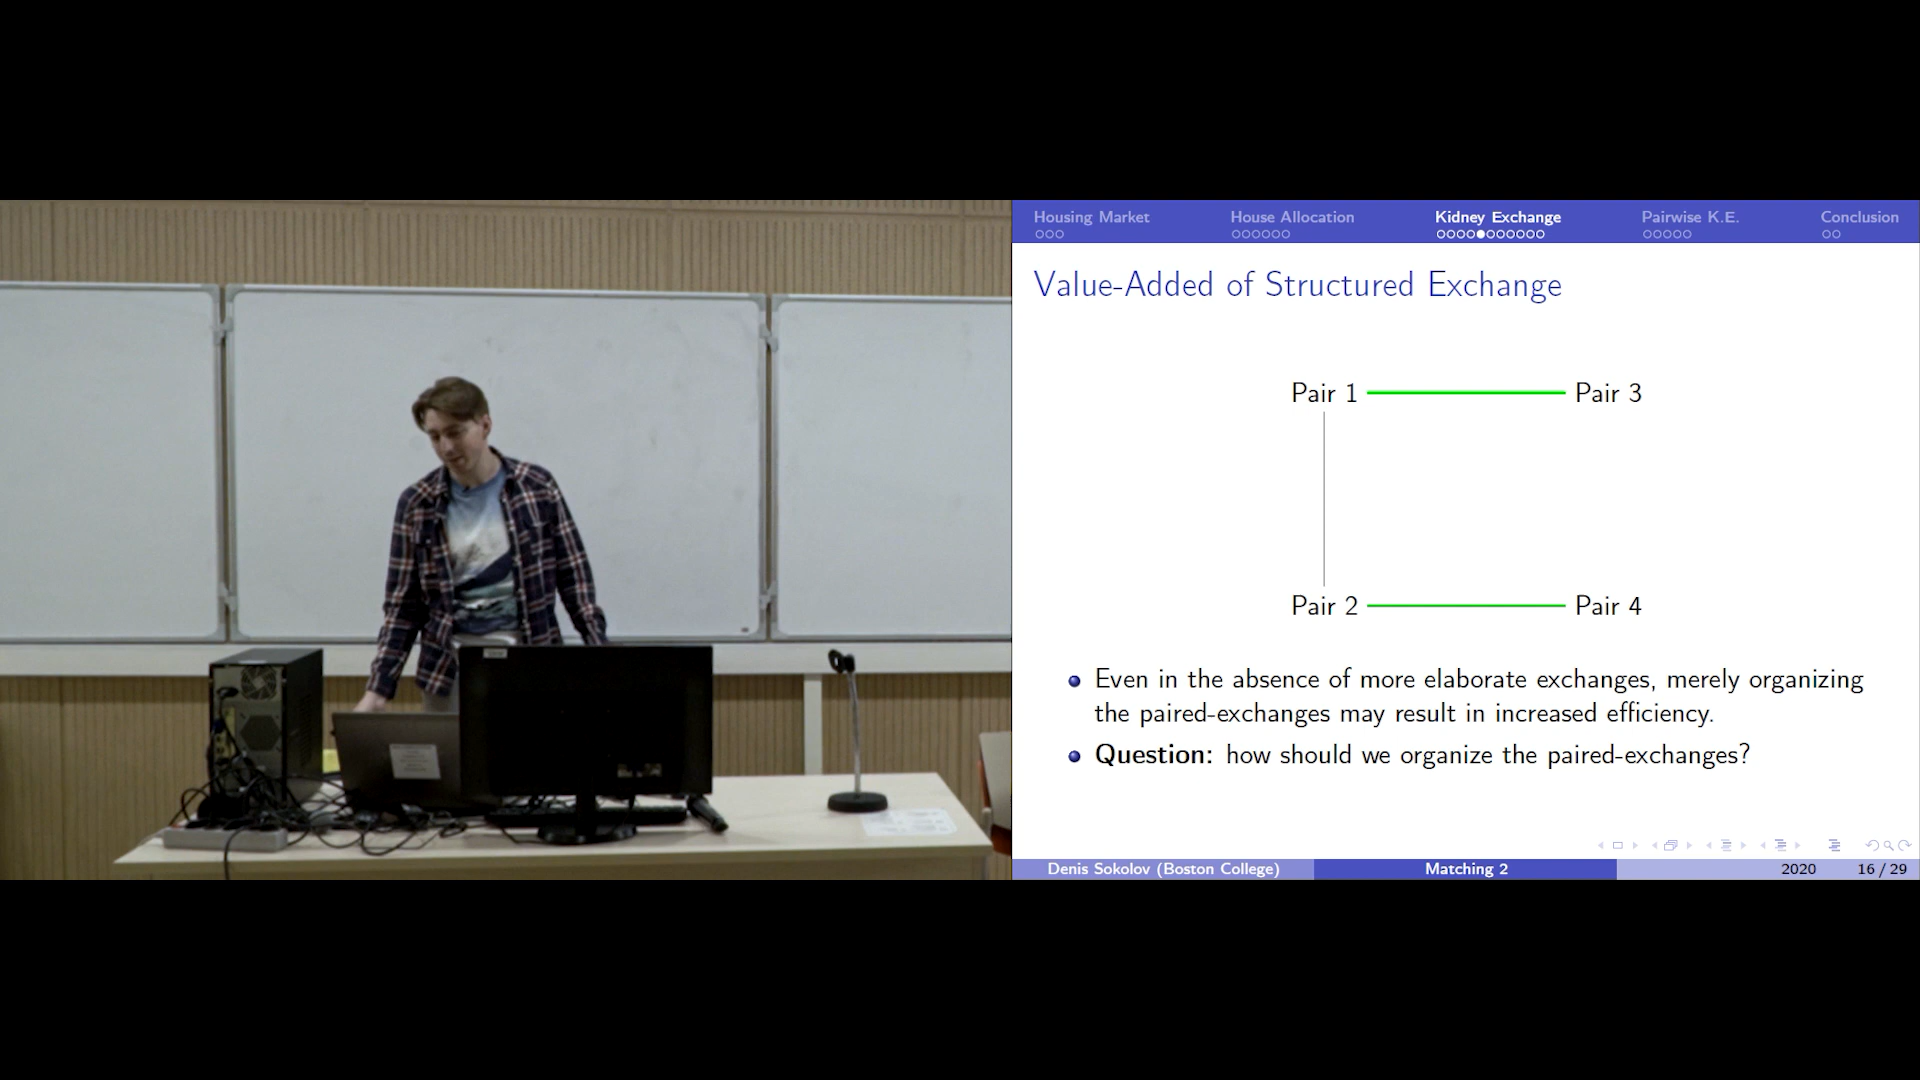 Housing Market
House Allocation
Kidney Exchange
Pairwise K.E.
Conclusion
Value-Added of Structured Exchange
Pair 1
Pair 3
Pair 2
Pair 4
Even in the absence of more elaborate exchanges, merely organizing
the paired-exchanges may result in increased efficiency.
Question: how should we organize the paired-exchanges?
Denis Sokolov (Boston College)
Matching 2
2020
16 / 29